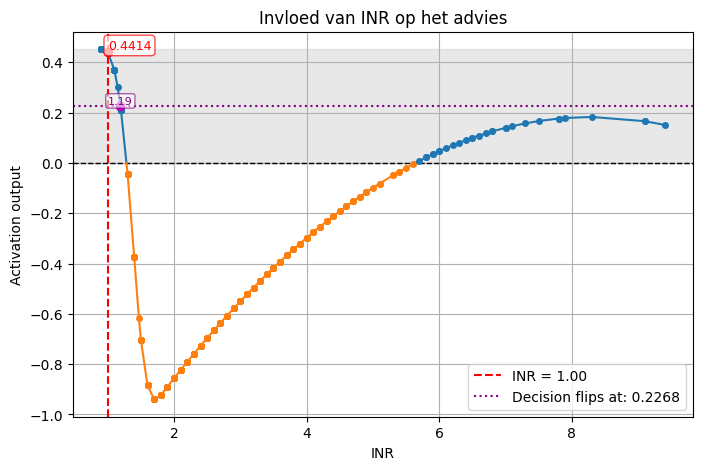 Invloed van INR op het advies
0.4414
1.19
0.4
0.2
0.0
−0.2
−0.4
−0.6
−0.8
−1.0
Activation output
2
4
6
8
INR
INR = 1.00
Decision flips at: 0.2268